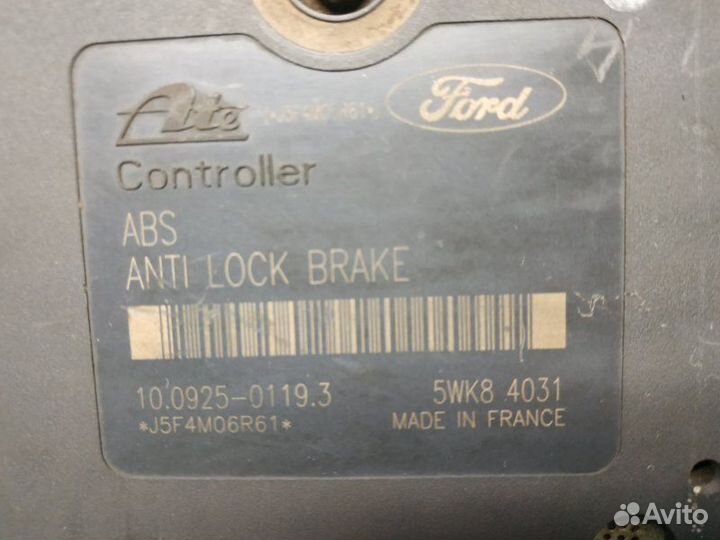 Ate
Ford
Controller
ABS
ANTI LOCK BRAKE
10.0925-0119.3
5WK8 4031
*J5F4M06R61*
MADE IN FRANCE
Avito